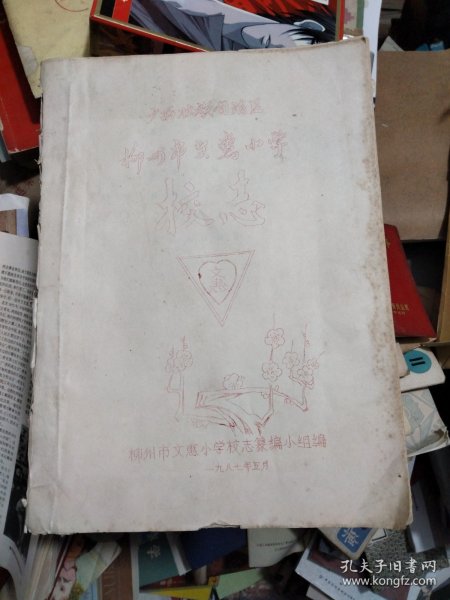 广西壮族自治区
柳州市文惠小学
校志
柳州市文惠小学校志纂编小组编
一九八七年五月
孔夫子旧书网
www.kongfz.com